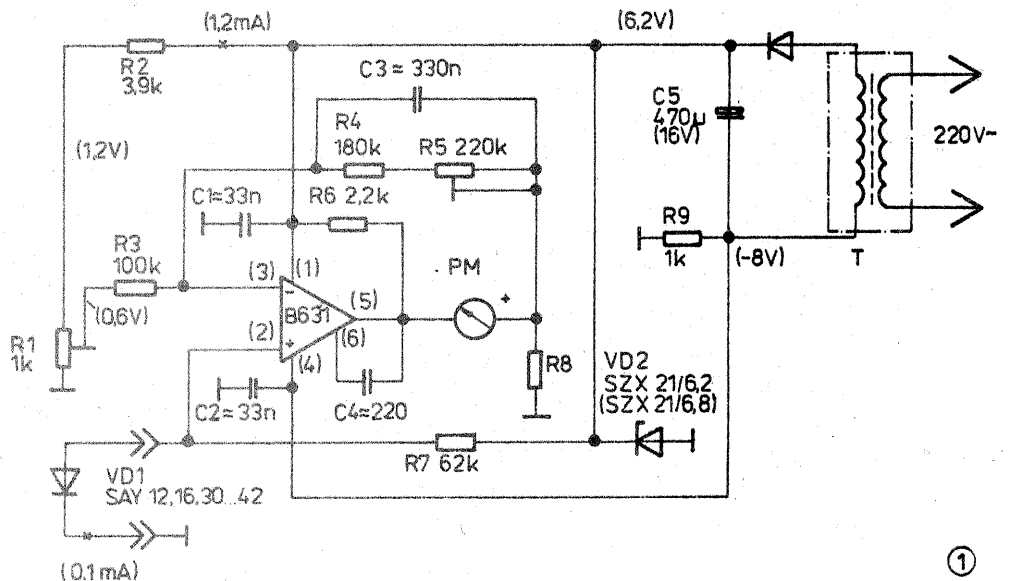 (1,2mA)
(6,2V)
R2
3,9k
C3 = 330n
C5
470µ
(16V)
R4
180k
R5 220k
220V~
(1,2V)
C1=33n
R6 2,2k
R9
1k
(-8V)
T
R3
100k
(3)
(1)
PM
+
(0,6V)
-
B631
(5)
(2)
(6)
+
(4)
R1
1k
R8
VD2
SZX 21/6,2
(SZX 21/6,8)
C2=33n
C4=220
R7 62k
VD1
SAY 12,16,30...42
(0,1mA)
1